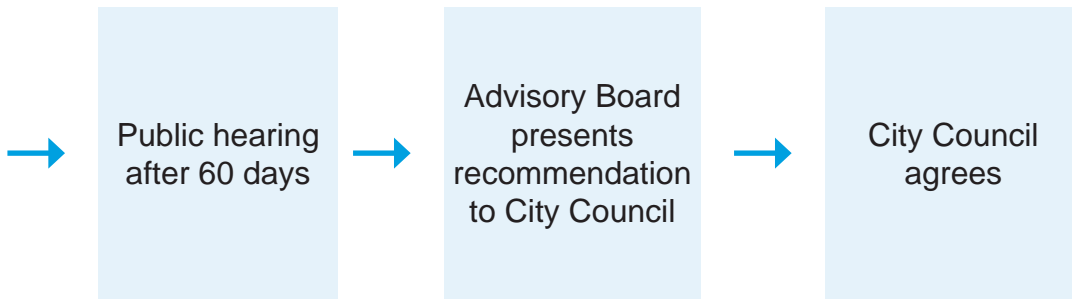 Public hearing
after 60 days
Advisory Board
presents
recommendation
to City Council
City Council
agrees